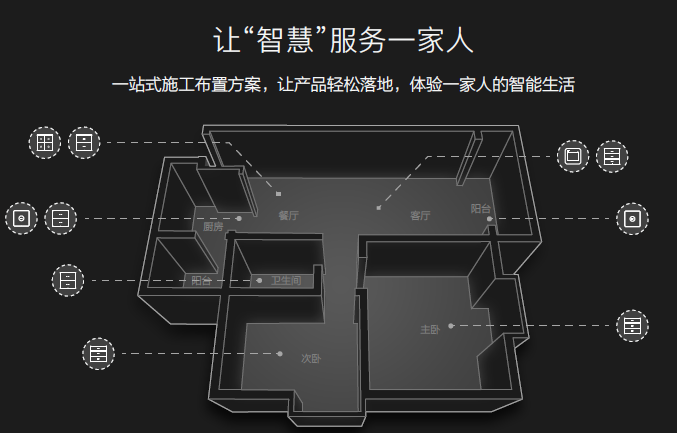 让“智慧”服务一家人
一站式施工布置方案，让产品轻松落地，体验一家人的智能生活
餐厅
客厅
阳台
厨房
阳台
卫生间
主卧
次卧